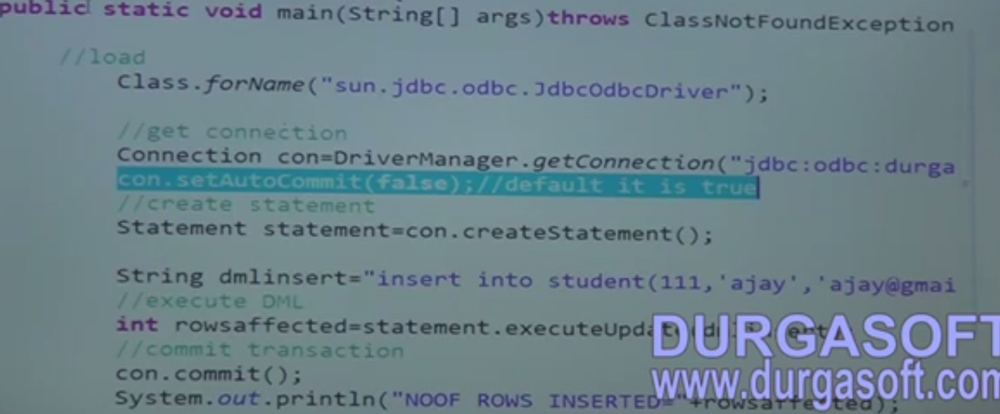 public static void main(String[] args)throws ClassNotFoundException
//load
Class.forName("sun.jdbc.odbc.JdbcOdbcDriver");
//get connection
Connection con=DriverManager.getConnection("jdbc:odbc:durga
con.setAutoCommit(false);//default it is true
//create statement
Statement statement=con.createStatement();
String dmlinsert="insert into student(111,'ajay','ajay@gmai
//execute DML
int rowsaffected=statement.executeUpdate
//commit transaction
con.commit();
System.out.println("NOOF ROWS INSERTED="+rowsaffected);
DURGASOFT
www.durgasoft.com